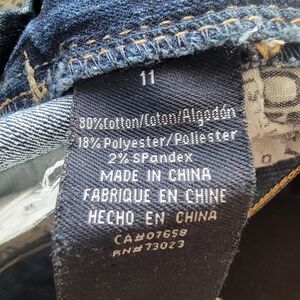 11
80%Cotton/Coton/Algodón
18%Polyester/Poliester
2% Spandex
MADE IN CHINA
FABRIQUE EN CHINE
HECHO EN CHINA
CA#07658
RN#73023